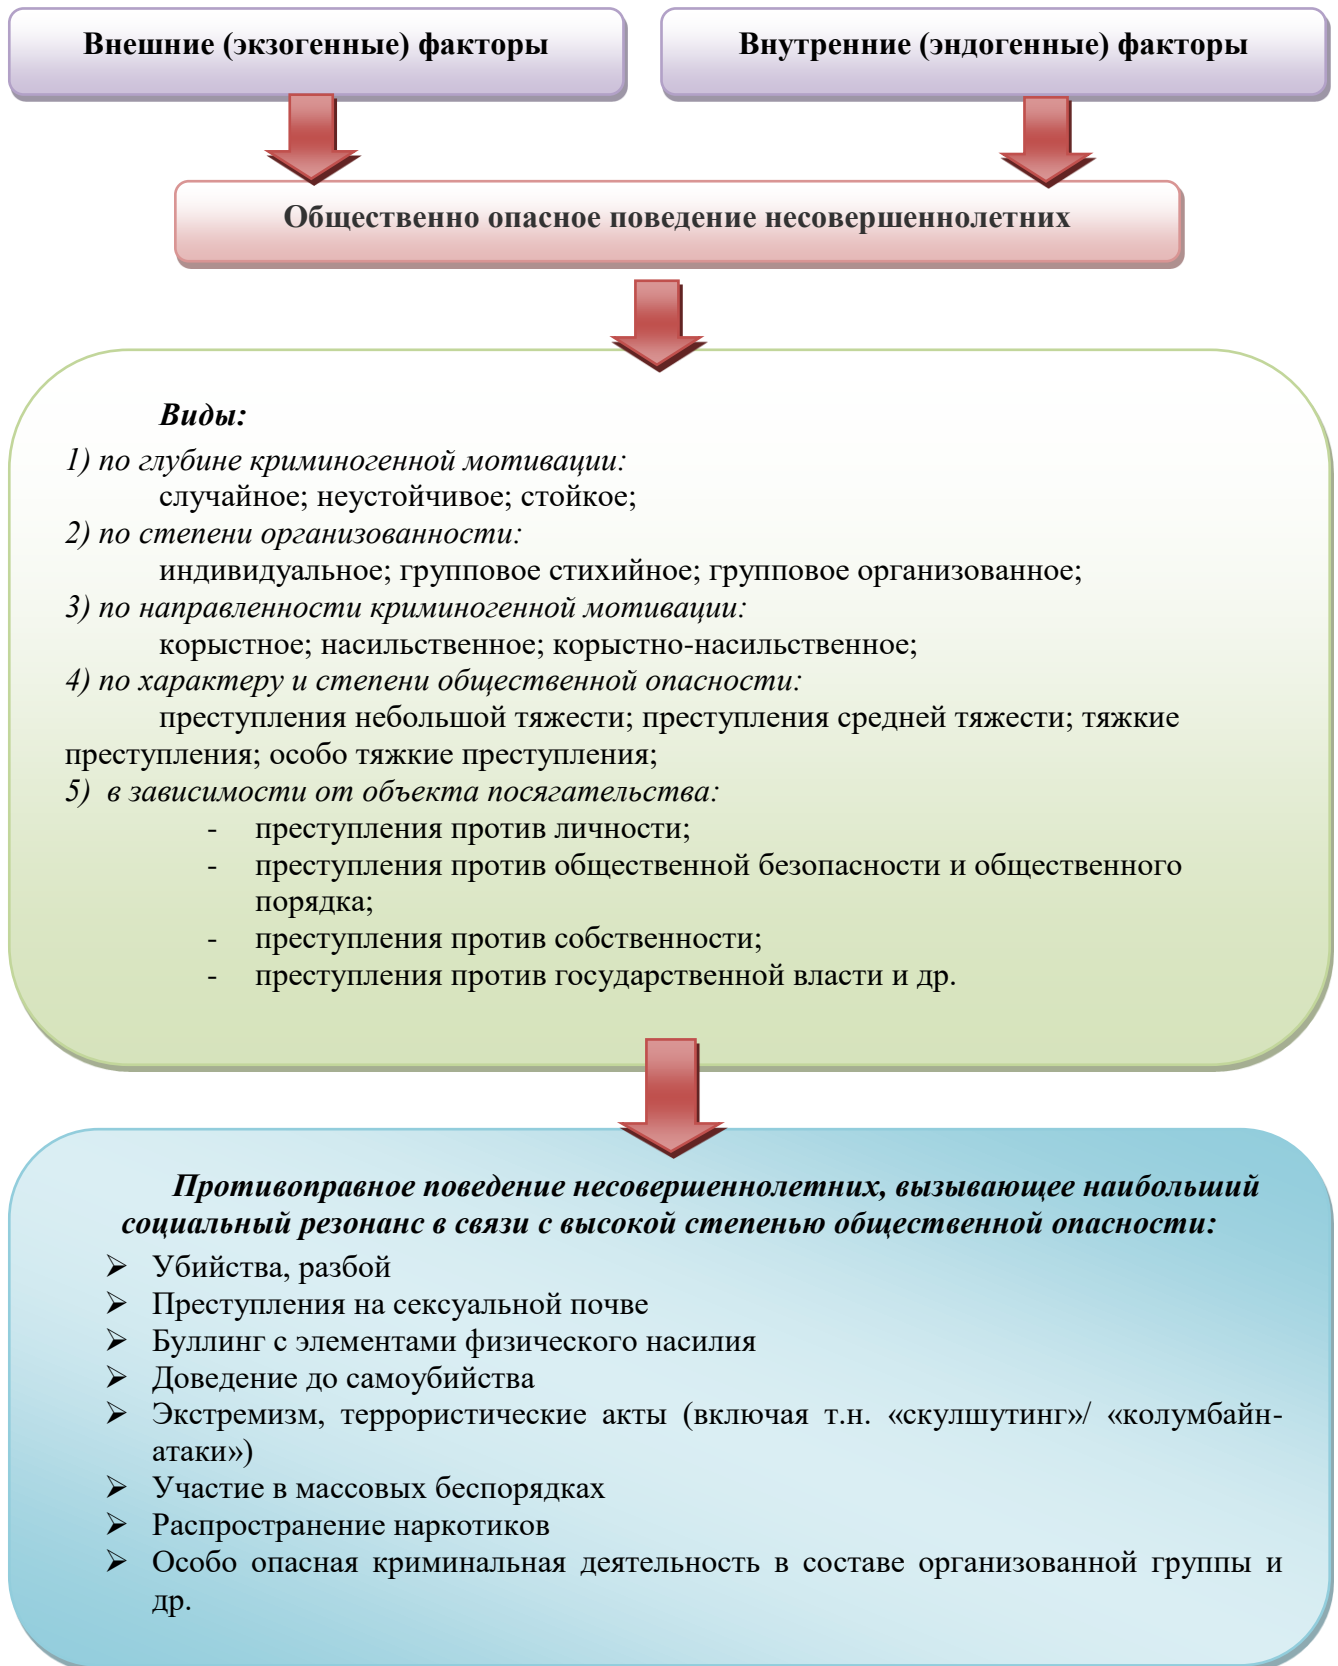 Внешние (экзогенные) факторы
Внутренние (эндогенные) факторы
Общественно опасное поведение несовершеннолетних
Виды:
1) по глубине криминогенной мотивации:
случайное; неустойчивое; стойкое;
2) по степени организованности:
индивидуальное; групповое стихийное; групповое организованное;
3) по направленности криминогенной мотивации:
корыстное; насильственное; корыстно-насильственное;
4) по характеру и степени общественной опасности:
преступления небольшой тяжести; преступления средней тяжести; тяжкие
преступления; особо тяжкие преступления;
5) в зависимости от объекта посягательства:
- преступления против личности;
- преступления против общественной безопасности и общественного
порядка;
- преступления против собственности;
- преступления против государственной власти и др.
Противоправное поведение несовершеннолетних, вызывающее наибольший
социальный резонанс в связи с высокой степенью общественной опасности:
➢ Убийства, разбой
➢ Преступления на сексуальной почве
➢ Буллинг с элементами физического насилия
➢ Доведение до самоубийства
➢ Экстремизм, террористические акты (включая т.н. «скулшутинг»/ «колумбайн-
атаки»)
➢ Участие в массовых беспорядках
➢ Распространение наркотиков
➢ Особо опасная криминальная деятельность в составе организованной группы и
др.